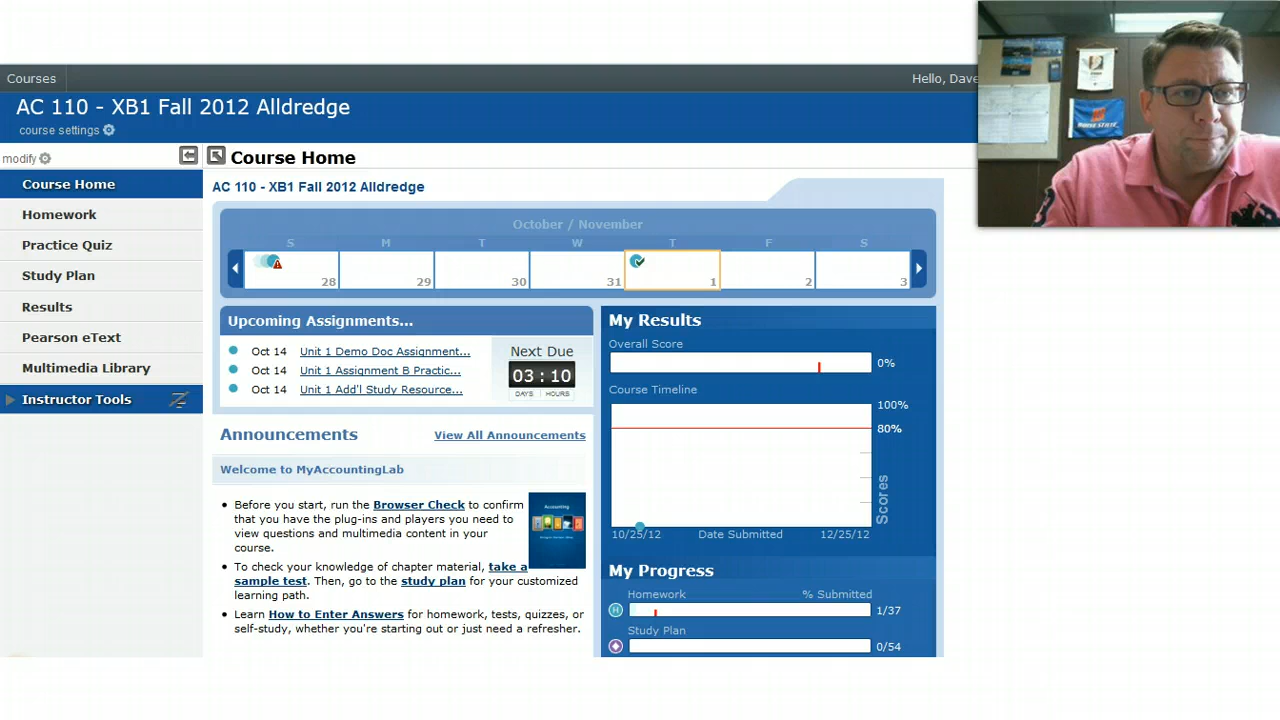 Courses
Hello, Dave
AC 110 - XB1 Fall 2012 Alldredge
course settings
modify
Course Home
Course Home
Homework
Practice Quiz
Study Plan
Results
Pearson eText
Multimedia Library
Instructor Tools
AC 110 - XB1 Fall 2012 Alldredge
October / November
S M T W T F S
28 29 30 31 1 2 3
Upcoming Assignments...
Oct 14 Unit 1 Demo Doc Assignment...
Oct 14 Unit 1 Assignment B Practic...
Oct 14 Unit 1 Add'l Study Resource...
Next Due
03 : 10
DAYS HOURS
Announcements
View All Announcements
Welcome to MyAccountingLab
Before you start, run the Browser Check to confirm
that you have the plug-ins and players you need to
view questions and multimedia content in your
course.
To check your knowledge of chapter material, take a
sample test. Then, go to the study plan for your customized
learning path.
Learn How to Enter Answers for homework, tests, quizzes, or
self-study, whether you're starting out or just need a refresher.
Accounting
My Results
Overall Score
0%
Course Timeline
100%
80%
Scores
10/25/12 Date Submitted 12/25/12
My Progress
Homework % Submitted
H 1/37
Study Plan
0/54
BOISE STATE